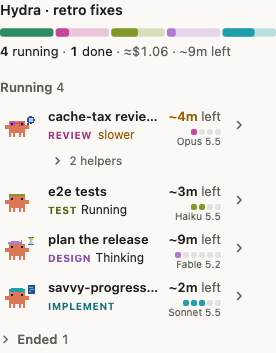 Hydra · retro fixes
4 running · 1 done · ≈$1.06 · ~9m left
Running 4
cache-tax revie... ~4m left
REVIEW slower Opus 5.5
2 helpers
e2e tests ~3m left
TEST Running Haiku 5.5
plan the release ~9m left
DESIGN Thinking Fable 5.2
savvy-progress... ~2m left
IMPLEMENT Sonnet 5.5
Ended 1